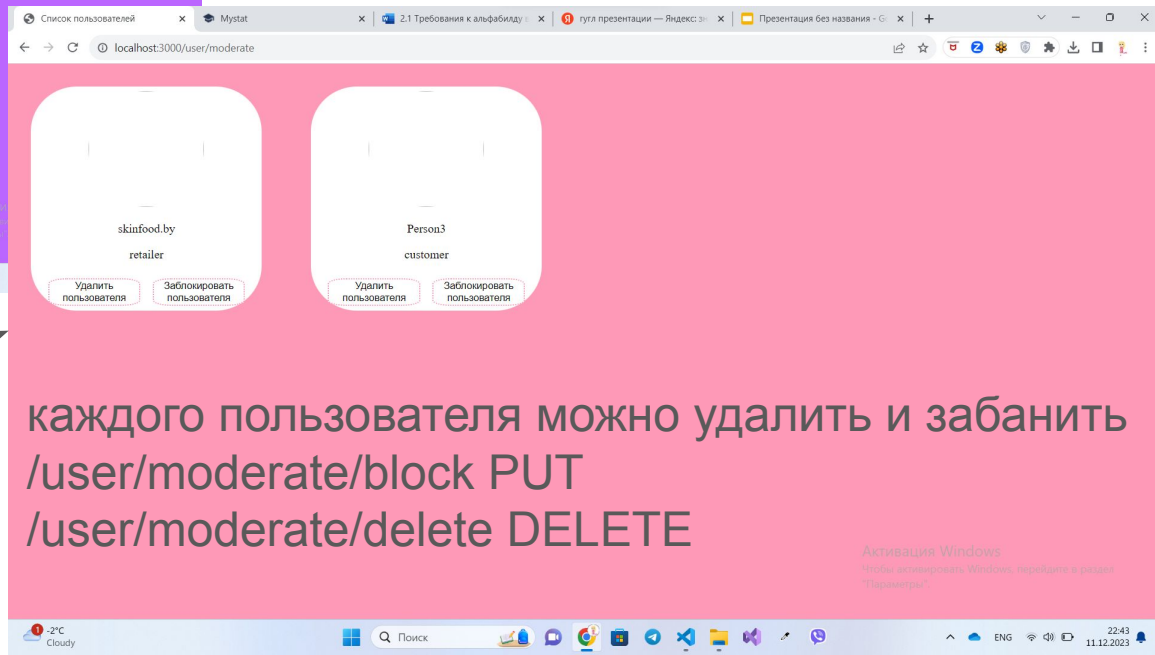 Список пользователей
Mystat
2.1 Требования к альфабилду
гугл презентации — Яндекс:
Презентация без названия - G
localhost:3000/user/moderate
skinfood.by
retailer
Удалить
пользователя
Заблокировать
пользователя
Person3
customer
Удалить
пользователя
Заблокировать
пользователя
каждого пользователя можно удалить и забанить
/user/moderate/block PUT
/user/moderate/delete DELETE
Активация Windows
Чтобы активировать Windows, перейдите в раздел
"Параметры".
1
-2°C
Cloudy
Поиск
ENG
22:43
11.12.2023